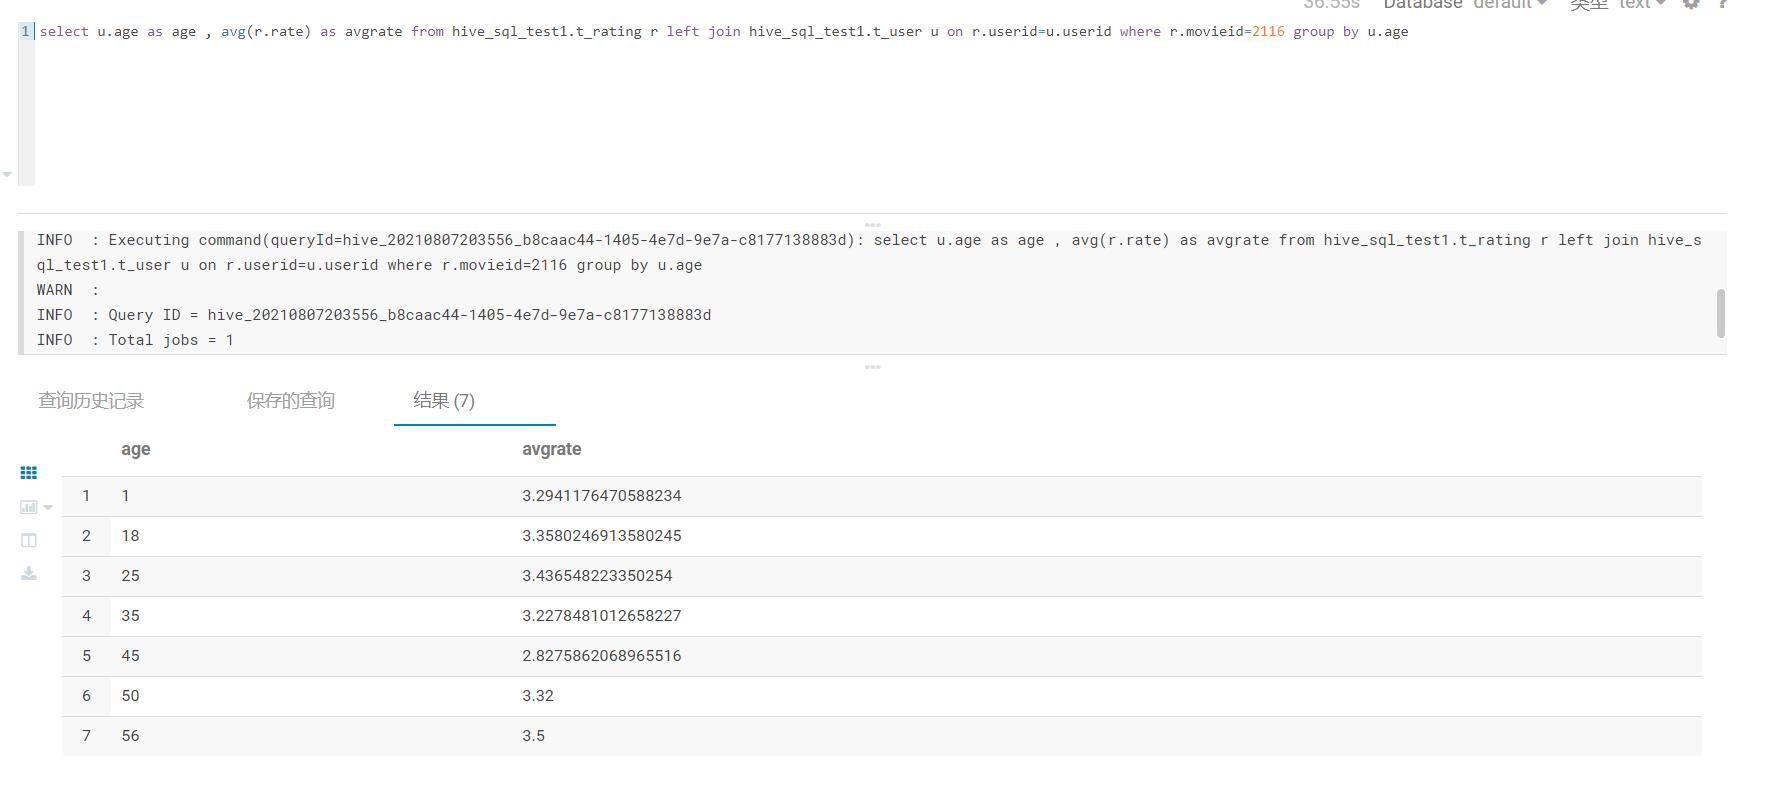 36.55s Database default 类型 text ?
1 select u.age as age , avg(r.rate) as avgrate from hive_sql_test1.t_rating r left join hive_sql_test1.t_user u on r.userid=u.userid where r.movieid=2116 group by u.age
INFO : Executing command(queryId=hive_20210807203556_b8caac44-1405-4e7d-9e7a-c8177138883d): select u.age as age , avg(r.rate) as avgrate from hive_sql_test1.t_rating r left join hive_s
ql_test1.t_user u on r.userid=u.userid where r.movieid=2116 group by u.age
WARN :
INFO : Query ID = hive_20210807203556_b8caac44-1405-4e7d-9e7a-c8177138883d
INFO : Total jobs = 1
查询历史记录 保存的查询 结果 (7)
age avgrate
1 1 3.2941176470588234
2 18 3.3580246913580245
3 25 3.436548223350254
4 35 3.2278481012658227
5 45 2.8275862068965516
6 50 3.32
7 56 3.5